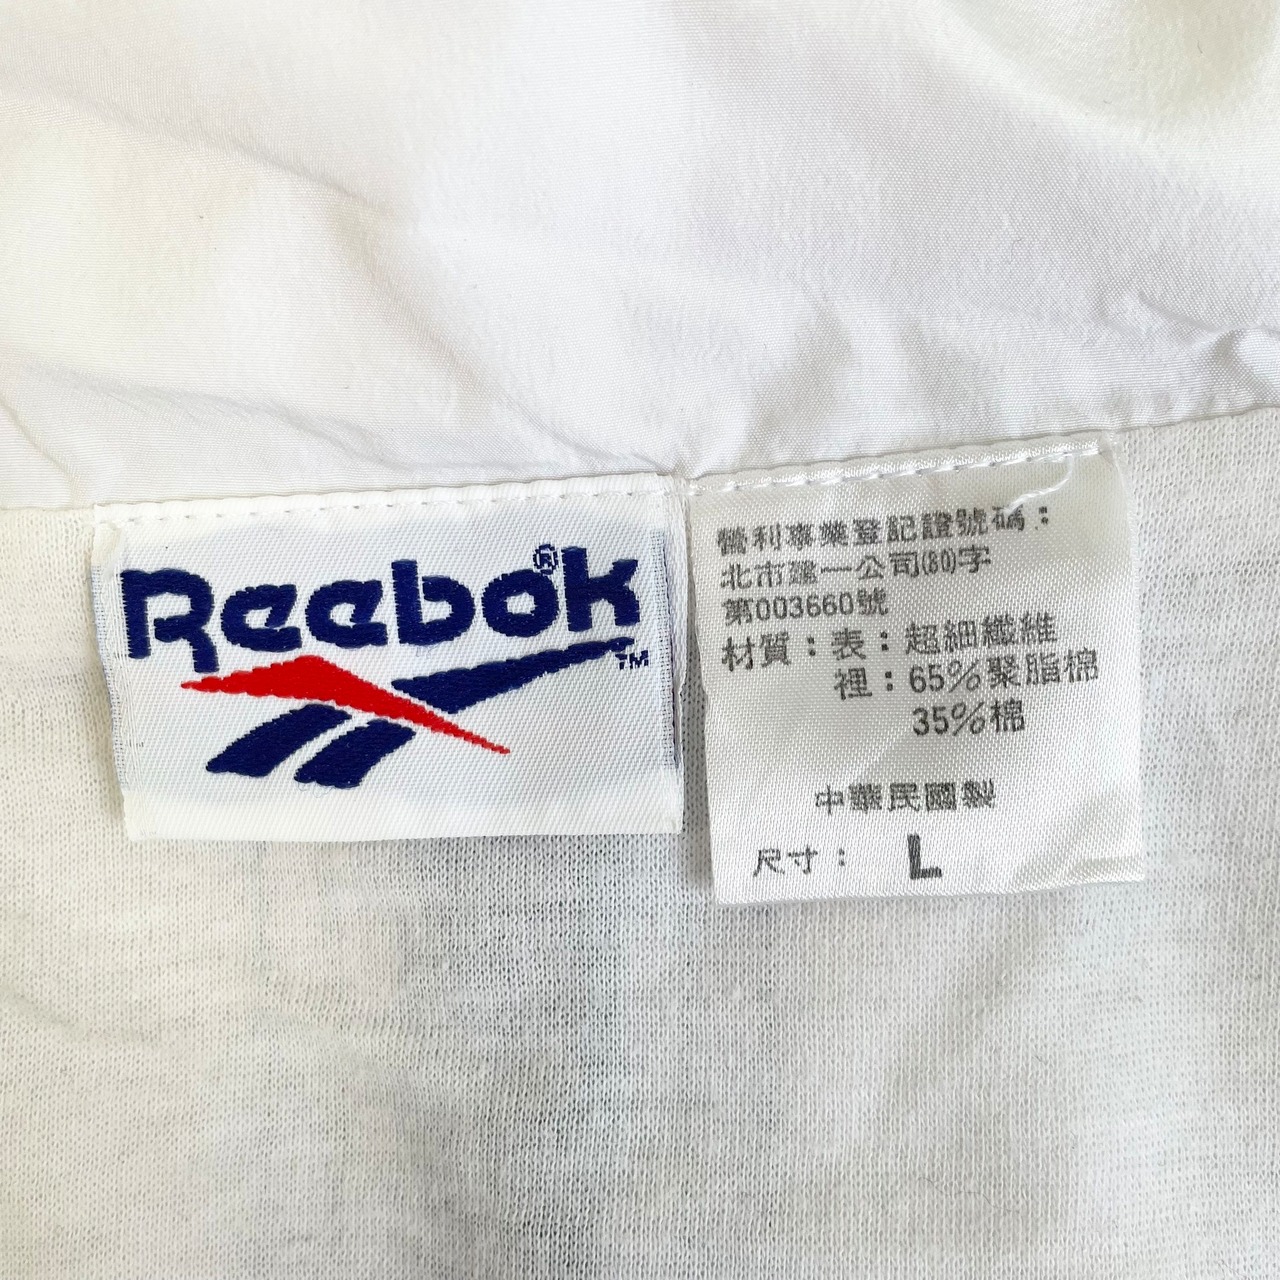 Reebok®
™
營利事業登記證號碼：
北市建一公司(80)字
第003660號
材質：表：超細纖維
裡：65%聚脂棉
35%棉
中華民國製
尺寸： L